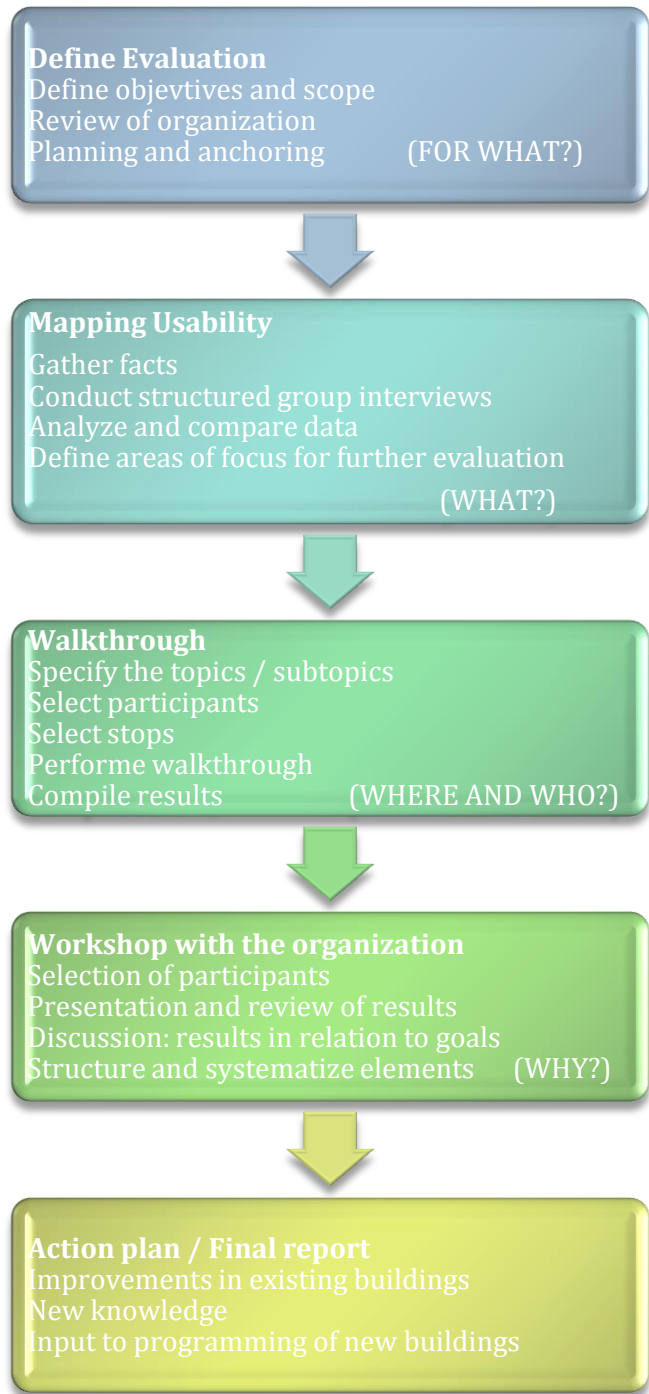 Define Evaluation
Define objevtives and scope
Review of organization
Planning and anchoring (FOR WHAT?)
Mapping Usability
Gather facts
Conduct structured group interviews
Analyze and compare data
Define areas of focus for further evaluation
(WHAT?)
Walkthrough
Specify the topics / subtopics
Select participants
Select stops
Performe walkthrough
Compile results (WHERE AND WHO?)
Workshop with the organization
Selection of participants
Presentation and review of results
Discussion: results in relation to goals
Structure and systematize elements (WHY?)
Action plan / Final report
Improvements in existing buildings
New knowledge
Input to programming of new buildings